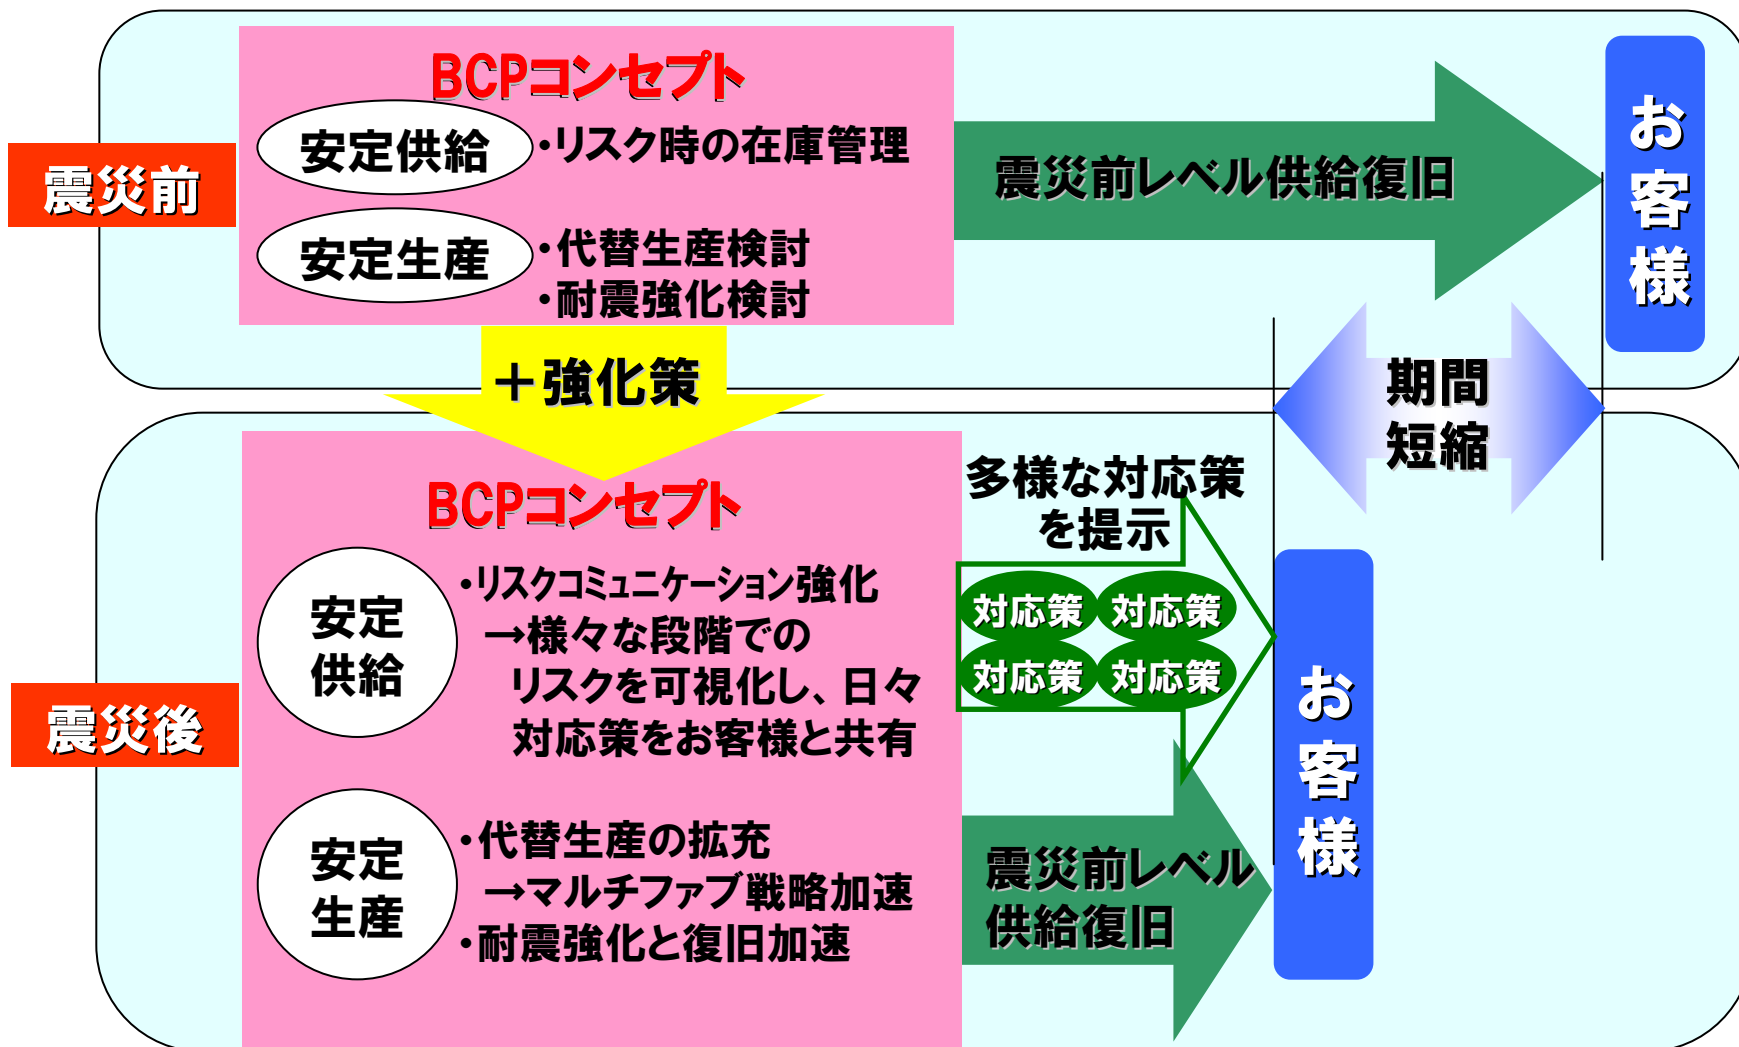 震災前
BCPコンセプト
安定供給
・リスク時の在庫管理
安定生産
・代替生産検討
・耐震強化検討
震災前レベル供給復旧
お客様
＋強化策
期間
短縮
震災後
BCPコンセプト
安定
供給
・リスクコミュニケーション強化
→様々な段階での
リスクを可視化し、日々
対応策をお客様と共有
安定
生産
・代替生産の拡充
→マルチファブ戦略加速
・耐震強化と復旧加速
多様な対応策
を提示
対応策 対応策
対応策 対応策
震災前レベル
供給復旧
お客様